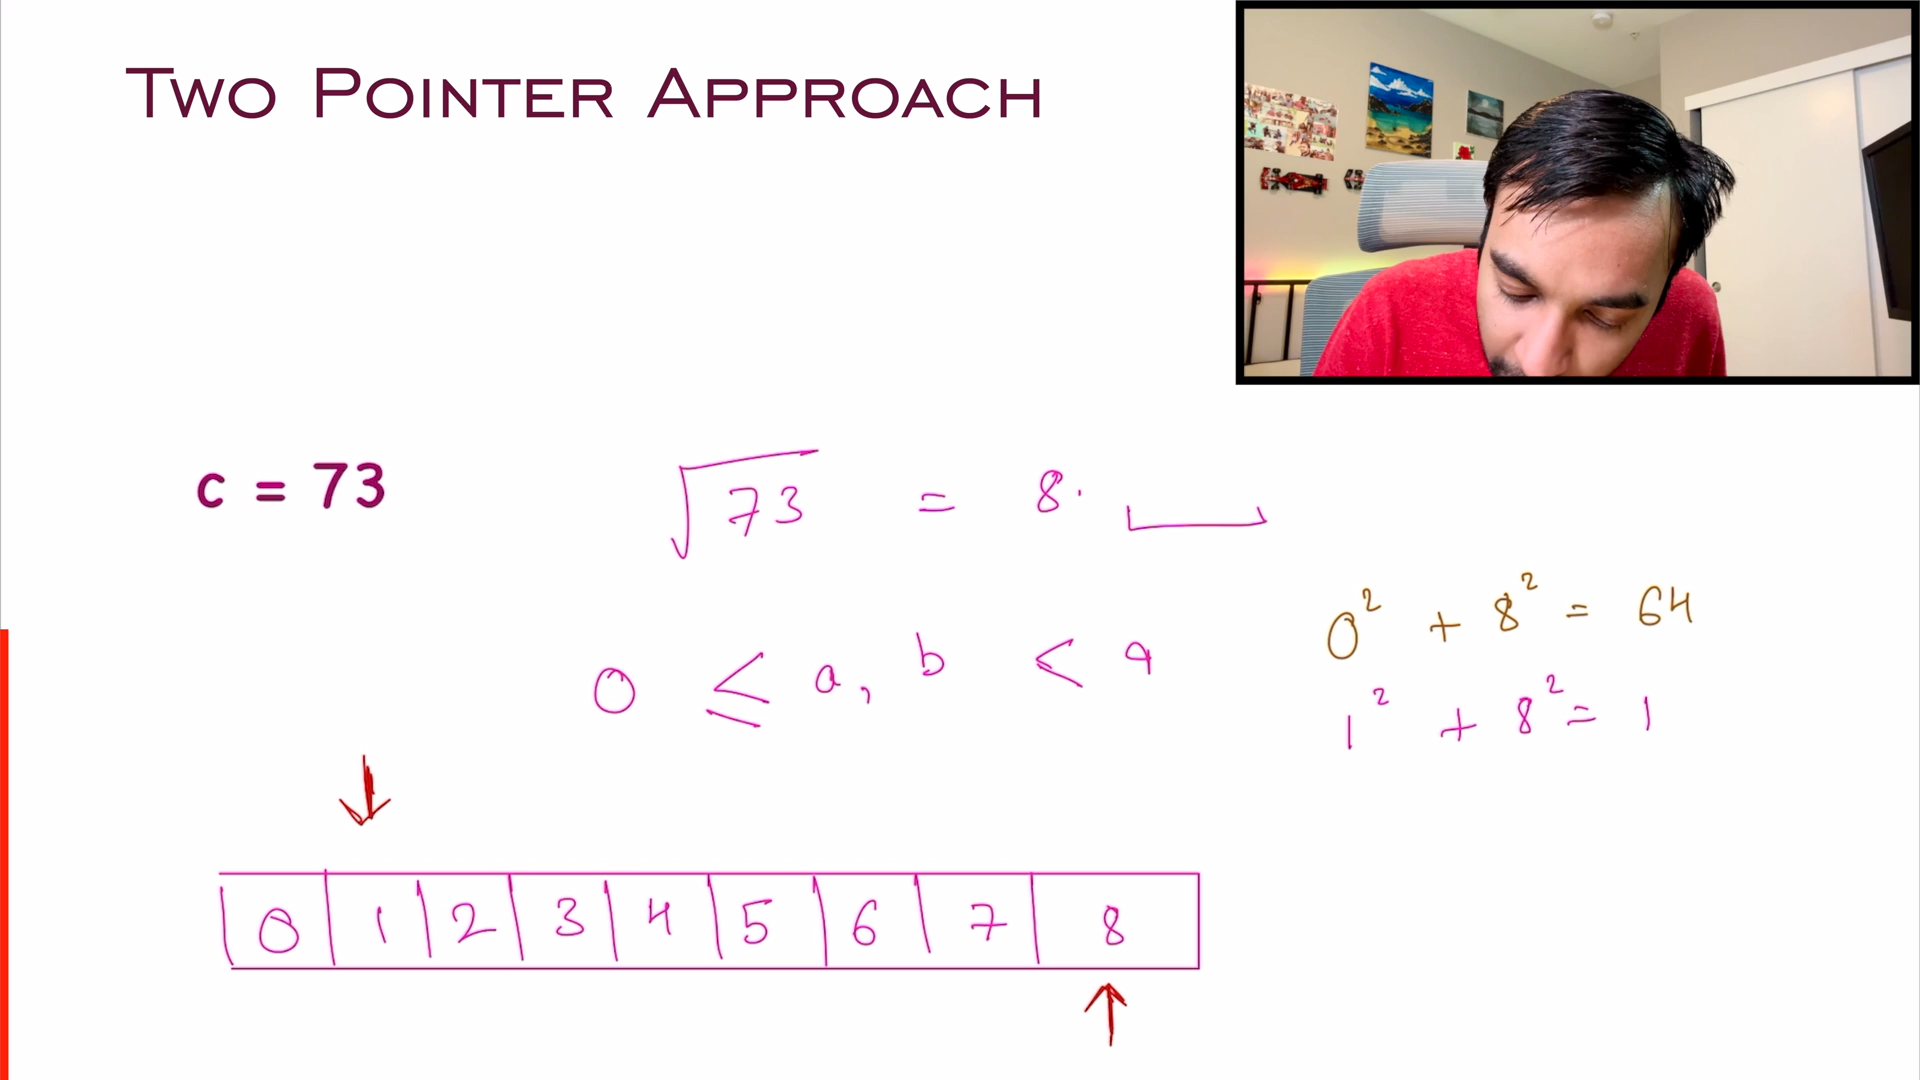 TWO POINTER APPROACH
c = 73
√73 = 8.
0 ≤ a, b < 9
0² + 8² = 64
1² + 8² = 1
0 1 2 3 4 5 6 7 8